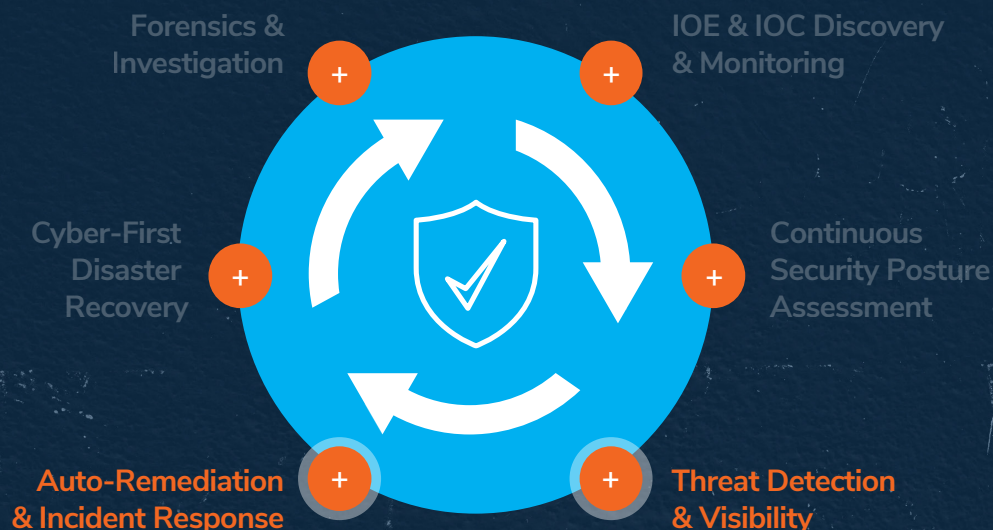 Forensics &
Investigation
IOE & IOC Discovery
& Monitoring
Cyber-First
Disaster
Recovery
Continuous
Security Posture
Assessment
Auto-Remediation
& Incident Response
Threat Detection
& Visibility